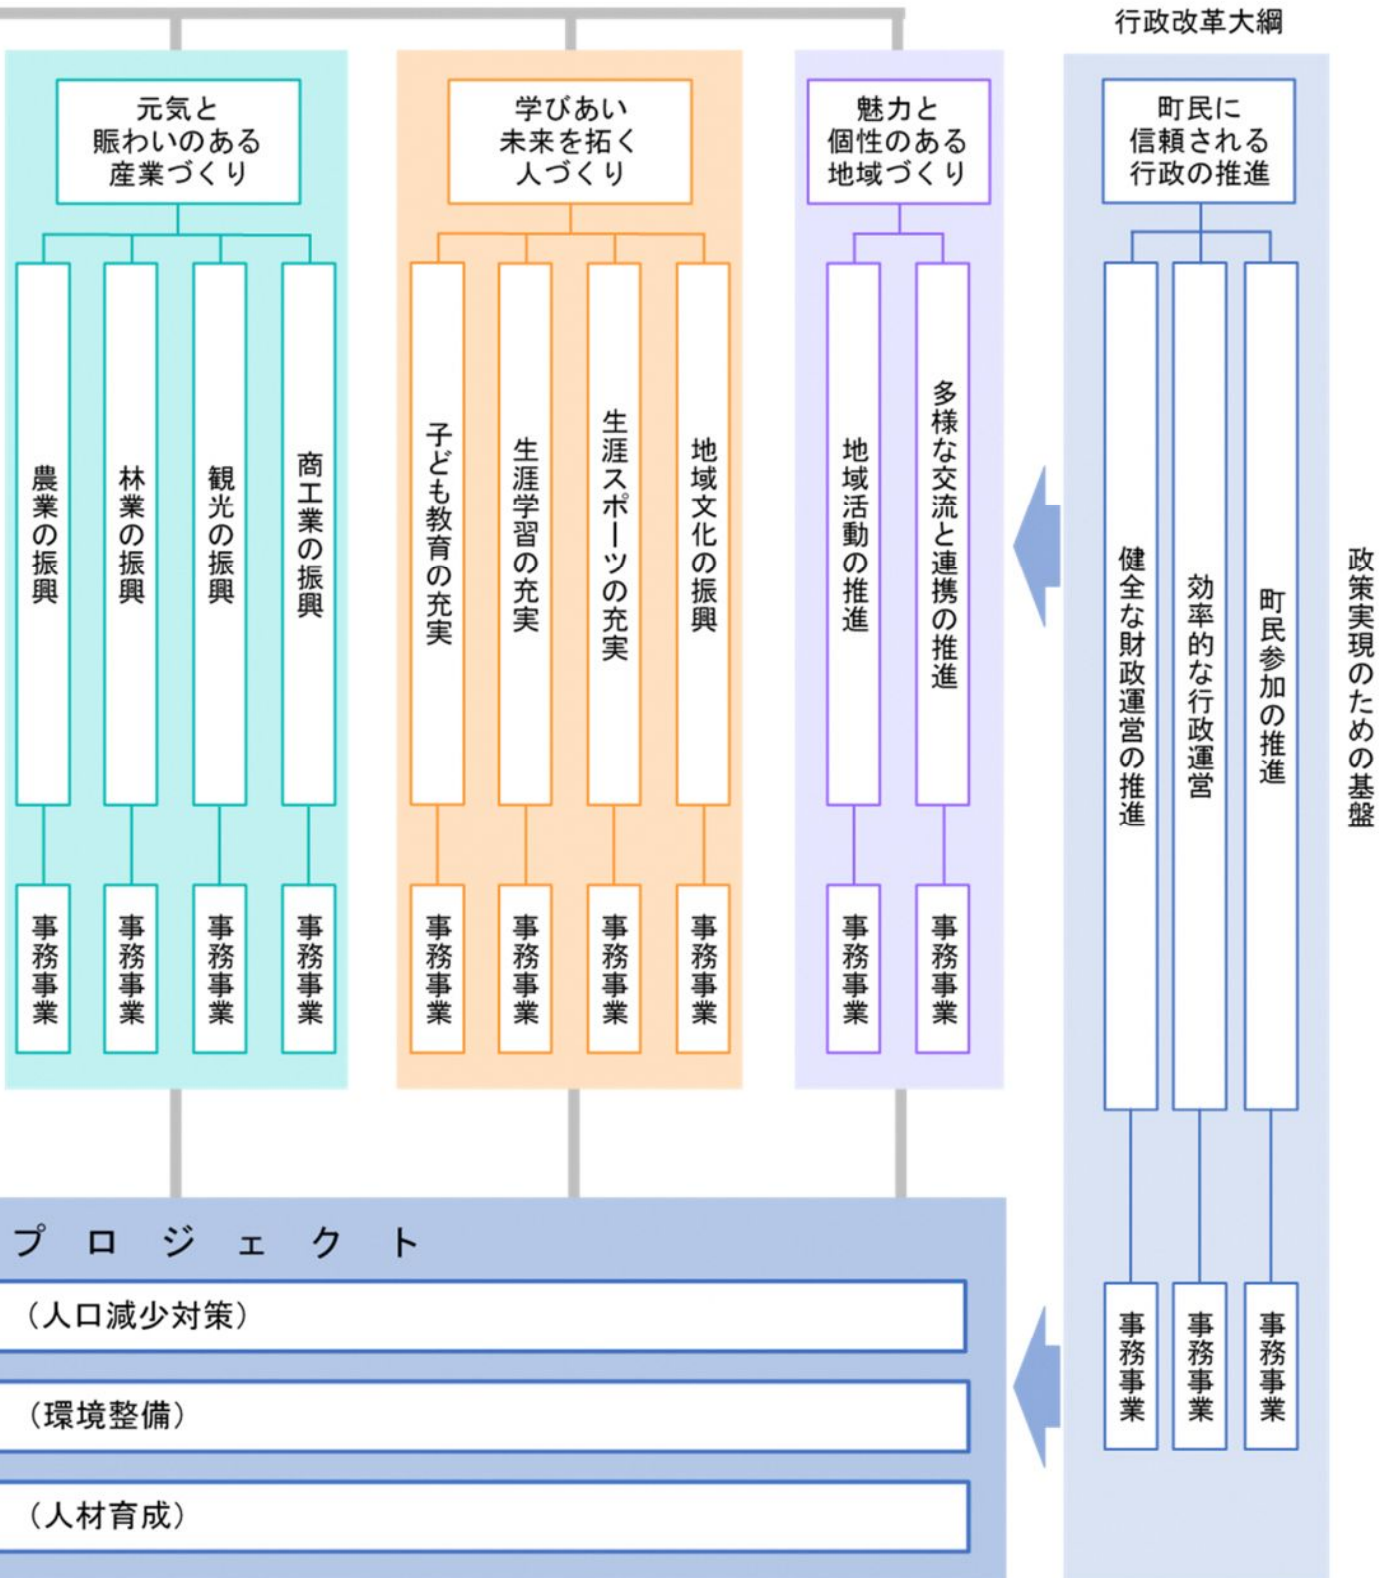 行政改革大綱
元気と
賑わいのある
産業づくり
学びあい
未来を拓く
人づくり
魅力と
個性のある
地域づくり
町民に
信頼される
行政の推進
農業の振興
林業の振興
観光の振興
商工業の振興
子ども教育の充実
生涯学習の充実
生涯スポーツの充実
地域文化の振興
地域活動の推進
多様な交流と連携の推進
健全な財政運営の推進
効率的な行政運営
町民参加の推進
政策実現のための基盤
事務事業
事務事業
事務事業
事務事業
事務事業
事務事業
事務事業
事務事業
事務事業
事務事業
プロジェクト
（人口減少対策）
（環境整備）
（人材育成）
事務事業
事務事業
事務事業